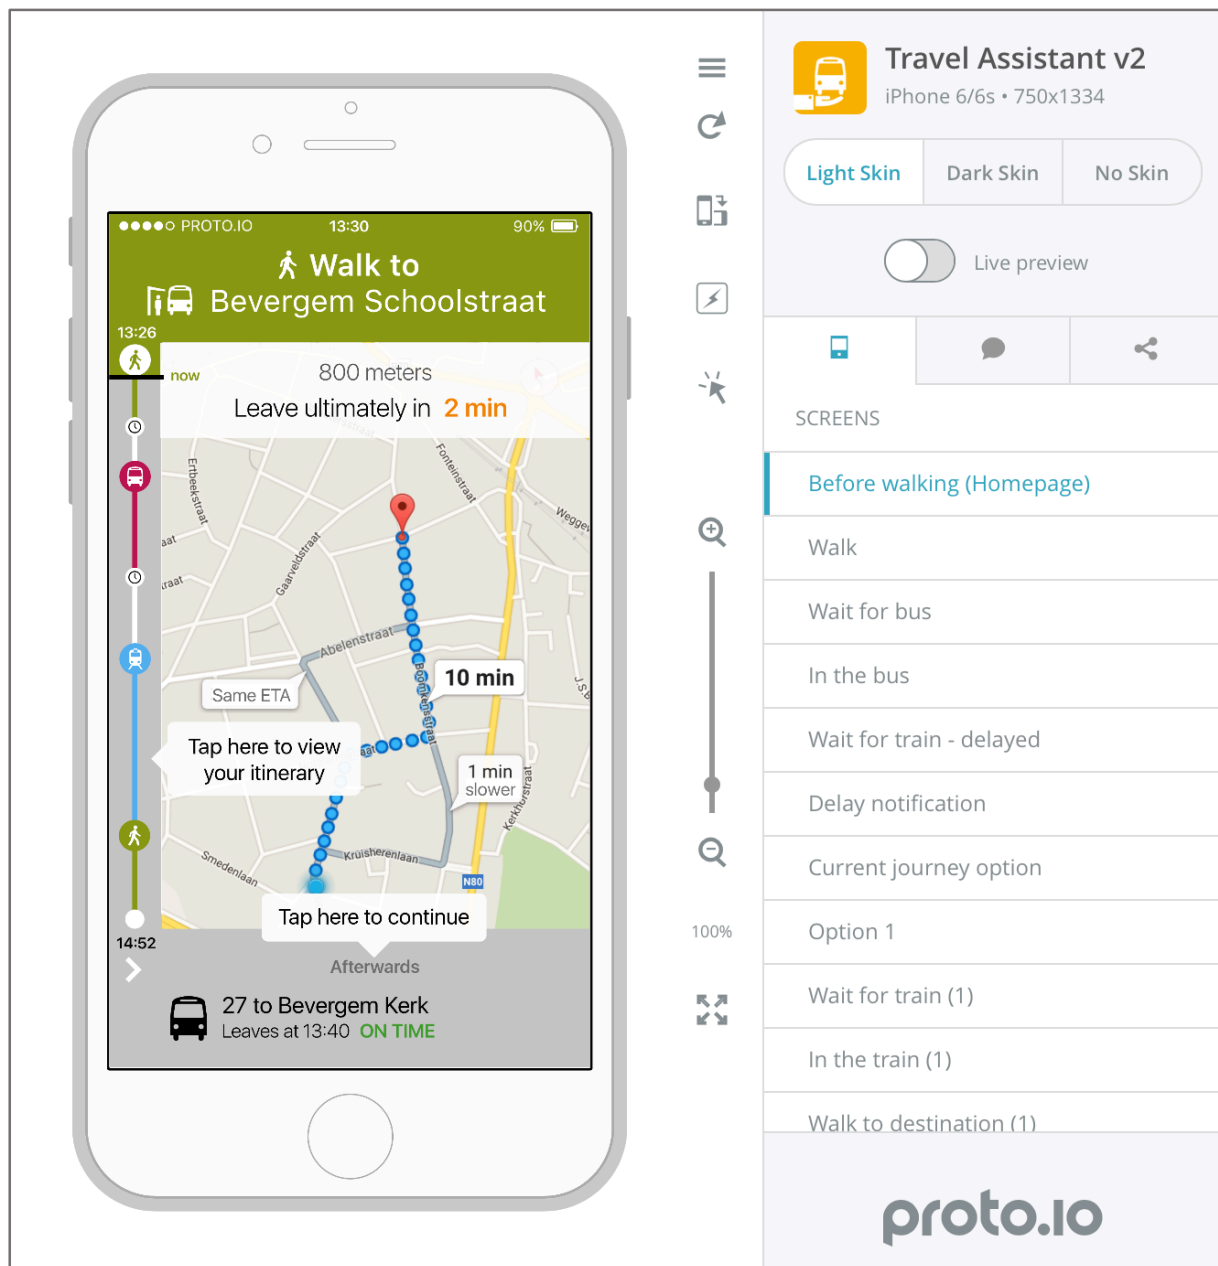 PROTO.IO 13:30 90%
Walk to
Bevergem Schoolstraat
13:26
now
800 meters
Leave ultimately in 2 min
Ertbeekstraat
Fonteinstraat
Gaarveldstraat
aat
traat
Abelenstraat
Boomkensstraat
10 min
Same ETA
J.S.B
Tap here to view
your itinerary
aat
1 min
slower
Kerkhofstraat
Smedenlaan
Kruisherenlaan
N80
Tap here to continue
14:52
Afterwards
27 to Bevergem Kerk
Leaves at 13:40 ON TIME
100%
Travel Assistant v2
iPhone 6/6s • 750x1334
Light Skin
Dark Skin
No Skin
Live preview
SCREENS
Before walking (Homepage)
Walk
Wait for bus
In the bus
Wait for train - delayed
Delay notification
Current journey option
Option 1
Wait for train (1)
In the train (1)
Walk to destination (1)
proto.io